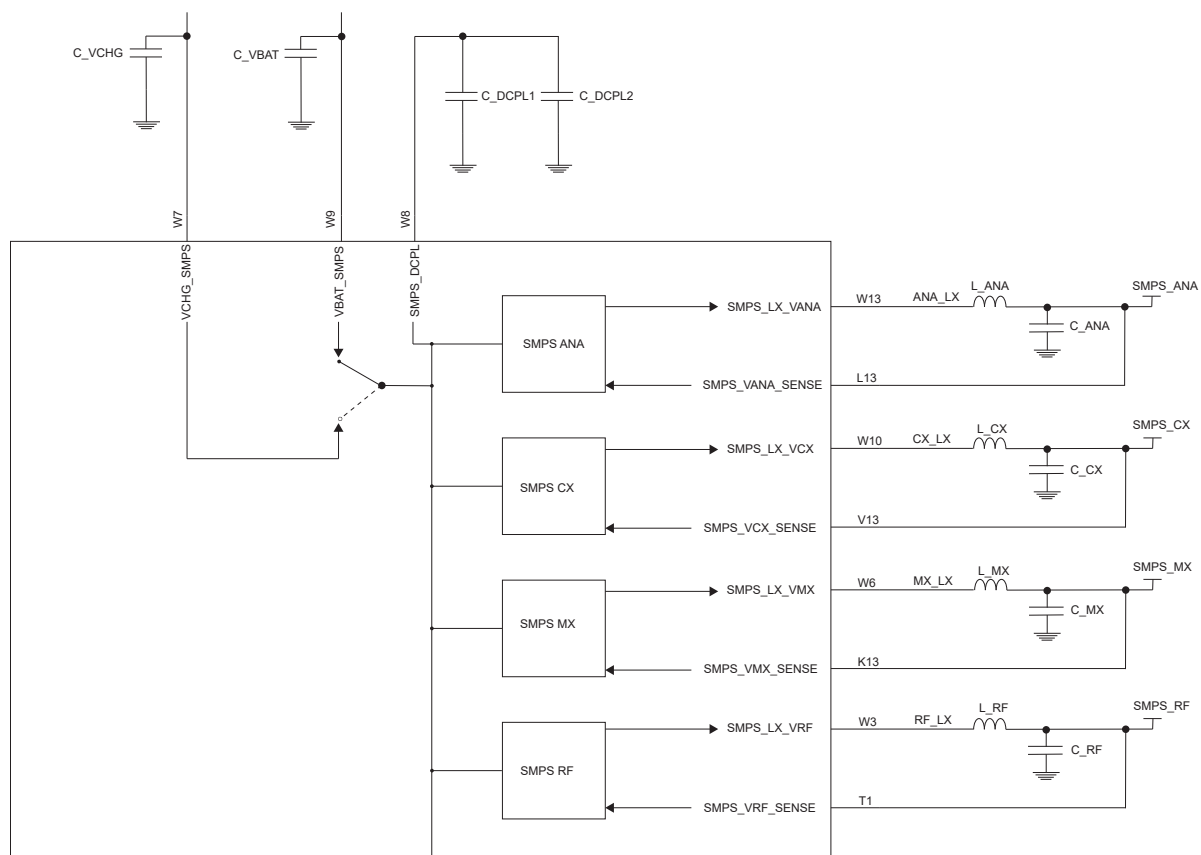 C_VCHG
C_VBAT
C_DCPL1
C_DCPL2
W7
W9
W8
VCHG_SMPS
VBAT_SMPS
SMPS_DCPL
SMPS ANA
SMPS_LX_VANA
W13
ANA_LX
L_ANA
SMPS_ANA
C_ANA
SMPS_VANA_SENSE
L13
SMPS CX
SMPS_LX_VCX
W10
CX_LX
L_CX
SMPS_CX
C_CX
SMPS_VCX_SENSE
V13
SMPS MX
SMPS_LX_VMX
W6
MX_LX
L_MX
SMPS_MX
C_MX
SMPS_VMX_SENSE
K13
SMPS RF
SMPS_LX_VRF
W3
RF_LX
L_RF
SMPS_RF
C_RF
SMPS_VRF_SENSE
T1